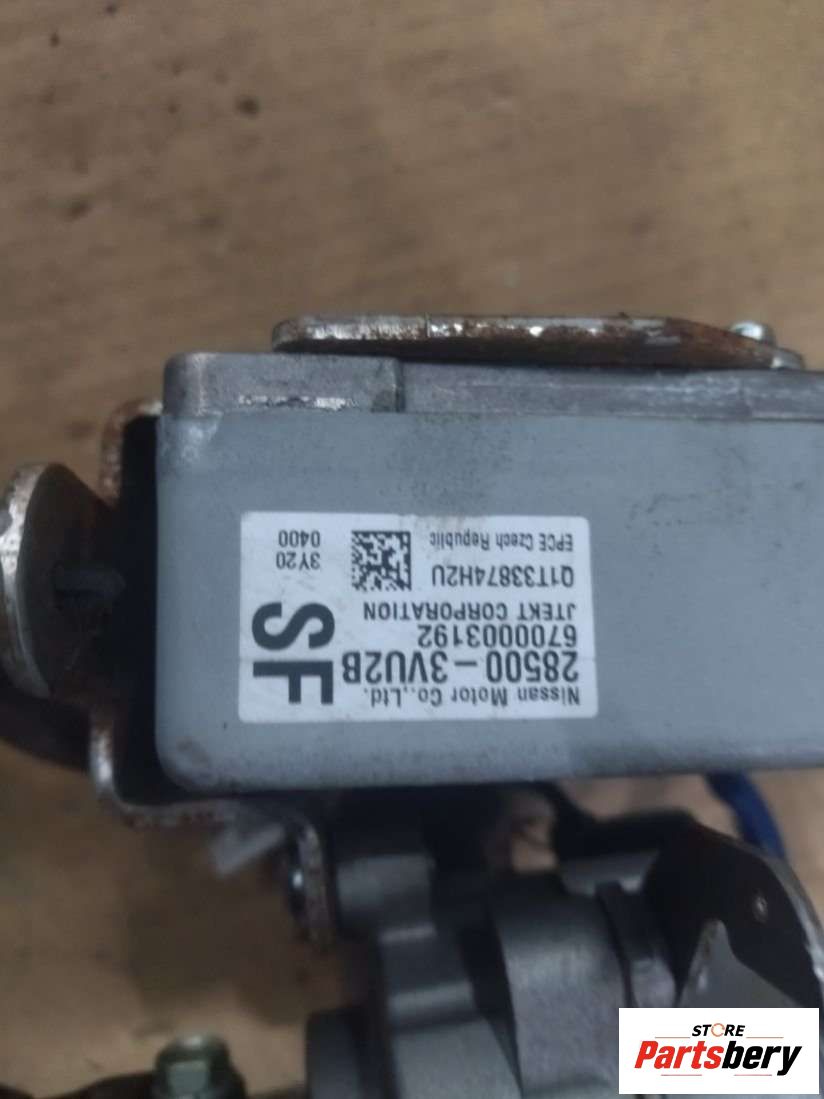 Nissan Motor Co.,Ltd.
28500-3VU2B
6700003192
JTEKT CORPORATION
SF
Q1T33874H2U
EPCE Czech Republic
3Y20
0400
STORE
Partsbery